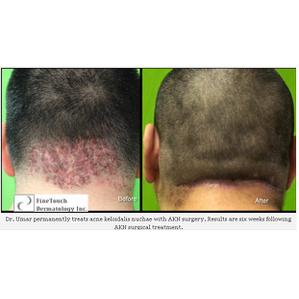 Before
After
FineTouch
Dermatology Inc.
Dr. Umar permanently treats acne keloidalis nuchae with AKN surgery. Results are six weeks following
AKN surgical treatment.